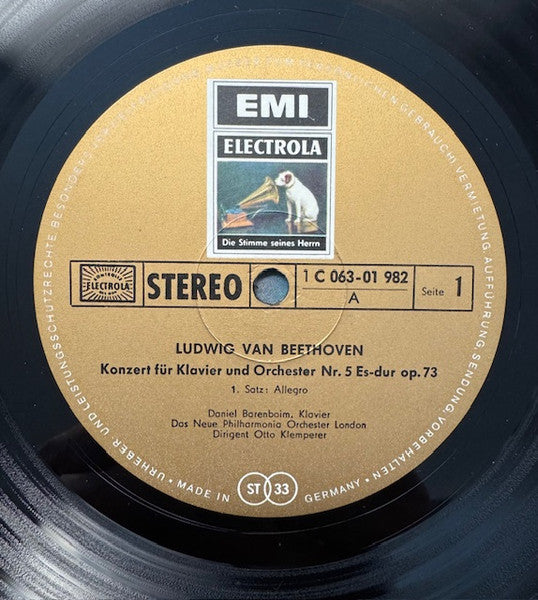 EMI
ELECTROLA
Die Stimme seines Herrn
ELECTROLA
STEREO
1 C 063-01 982
A
Seite 1
LUDWIG VAN BEETHOVEN
Konzert für Klavier und Orchester Nr. 5 Es-dur op. 73
1. Satz: Allegro
Daniel Barenboim, Klavier
Das Neue Philharmonia Orchester London
Dirigent Otto Klemperer
URHEBER UND LEISTUNGSSCHUTZRECHTE, BESONDERS
GEBRAUCH) VERMIETUNG·AUFFÜHRUNG, SENDUNG, VORBEHALTEN
• MADE IN ST 33 GERMANY •